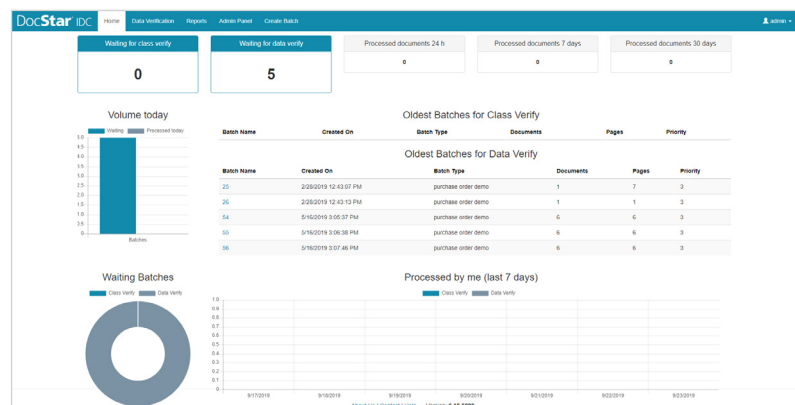 DocStar IDC Home Data Verification Reports Admin Panel Create Batch admin
Waiting for class verify Waiting for data verify Processed documents 24 h Processed documents 7 days Processed documents 30 days
0 5 0 0 0
Volume today
Waiting Processed today
5.0
4.5
4.0
3.5
3.0
2.5
2.0
1.5
1.0
0.5
0
Batches
Oldest Batches for Class Verify
Batch Name Created On Batch Type Documents Pages Priority
Oldest Batches for Data Verify
Batch Name Created On Batch Type Documents Pages Priority
25 2/28/2019 12:43:07 PM purchase order demo 1 7 3
26 2/28/2019 12:43:13 PM purchase order demo 1 1 3
54 5/16/2019 3:05:37 PM purchase order demo 6 6 3
55 5/16/2019 3:06:38 PM purchase order demo 6 6 3
56 5/16/2019 3:07:46 PM purchase order demo 6 6 3
Waiting Batches
Class Verify Data Verify
Processed by me (last 7 days)
Class Verify Data Verify
1.0
0.9
0.8
0.7
0.6
0.5
0.4
0.3
0.2
0.1
0
9/17/2019 9/18/2019 9/19/2019 9/20/2019 9/21/2019 9/22/2019 9/23/2019